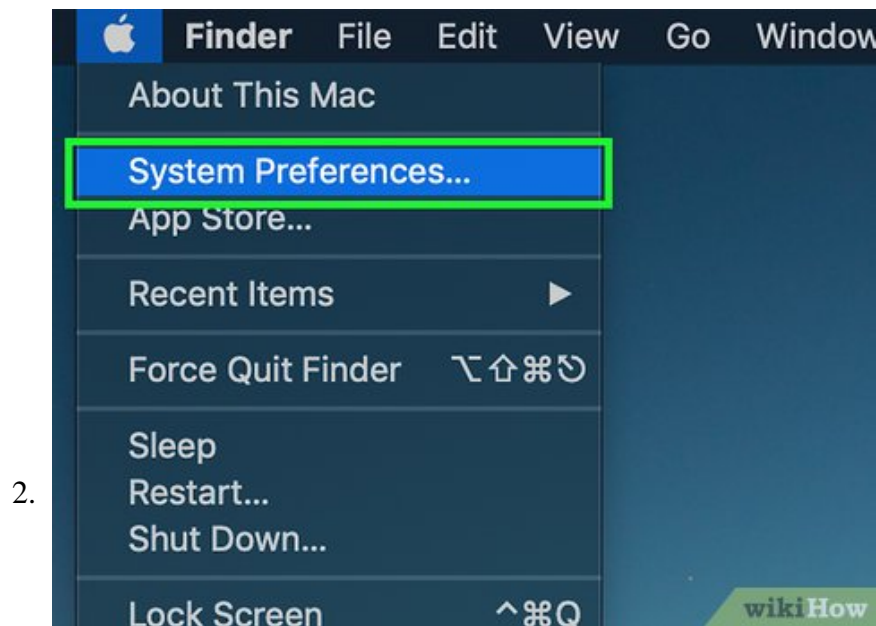 Finder File Edit View Go Window
About This Mac
System Preferences...
App Store...
Recent Items ▶
Force Quit Finder ⌥⇧⌘⎋
Sleep
2.
Restart...
Shut Down...
Lock Screen ^⌘Q
wikiHow